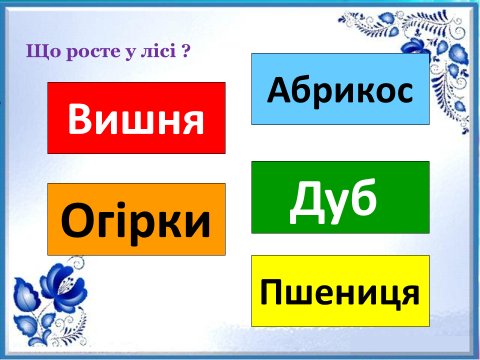 Що росте у лісі ?
Абрикос
Вишня
Дуб
Огірки
Пшениця